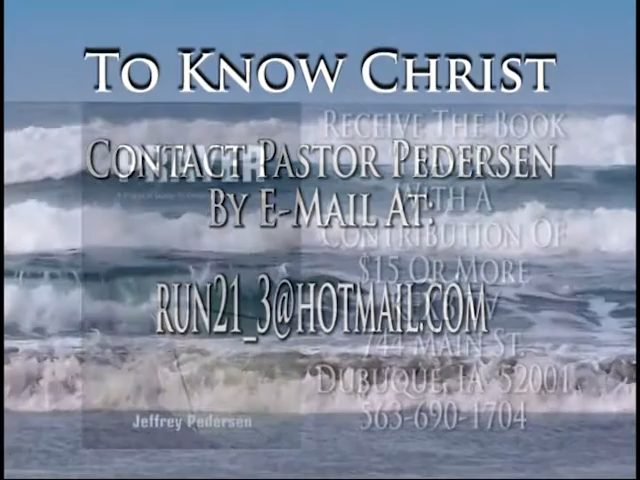 To Know Christ
Receive The Book
Contact Pastor Pedersen
By E-Mail At:
With A
Contribution Of
$15 Or More
run21_3@hotmail.com
744 Main St.
Dubuque, IA 52001
563-690-1704
Jeffrey Pedersen